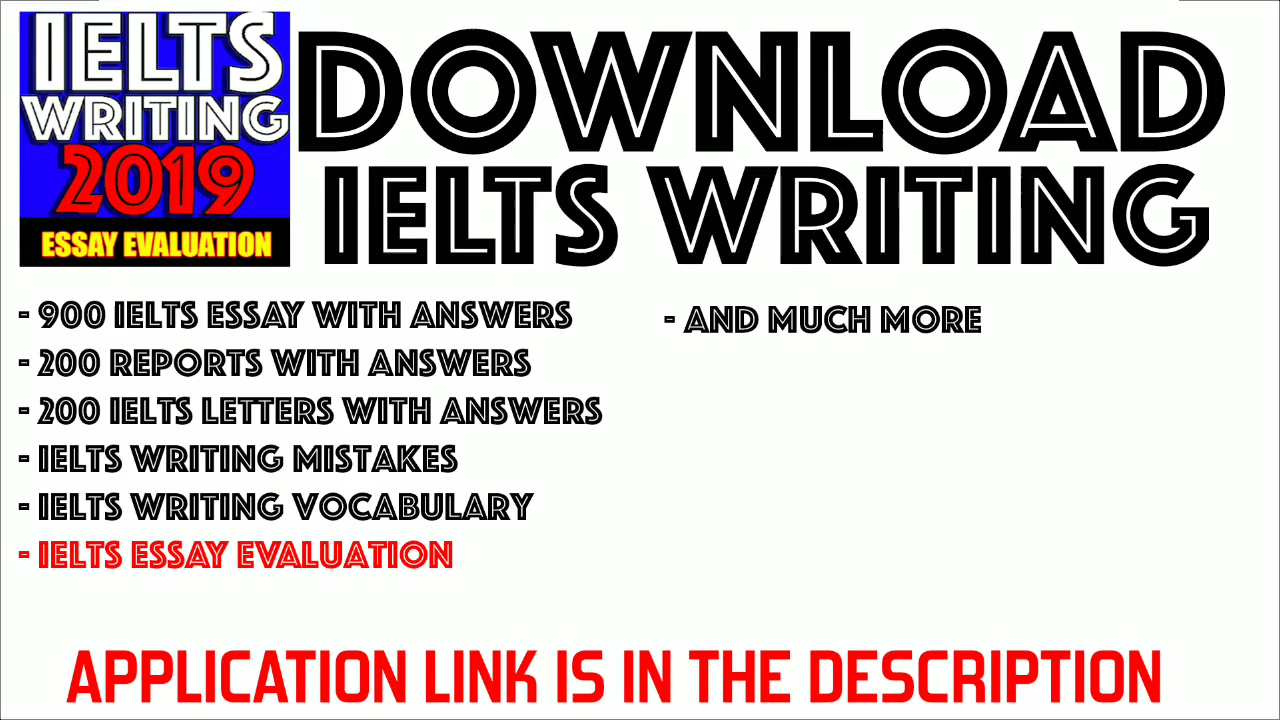 IELTS
WRITING
2019
ESSAY EVALUATION
DOWNLOAD
IELTS WRITING
- 900 IELTS ESSAY WITH ANSWERS
- 200 REPORTS WITH ANSWERS
- 200 IELTS LETTERS WITH ANSWERS
- IELTS WRITING MISTAKES
- IELTS WRITING VOCABULARY
- IELTS ESSAY EVALUATION
- AND MUCH MORE
APPLICATION LINK IS IN THE DESCRIPTION